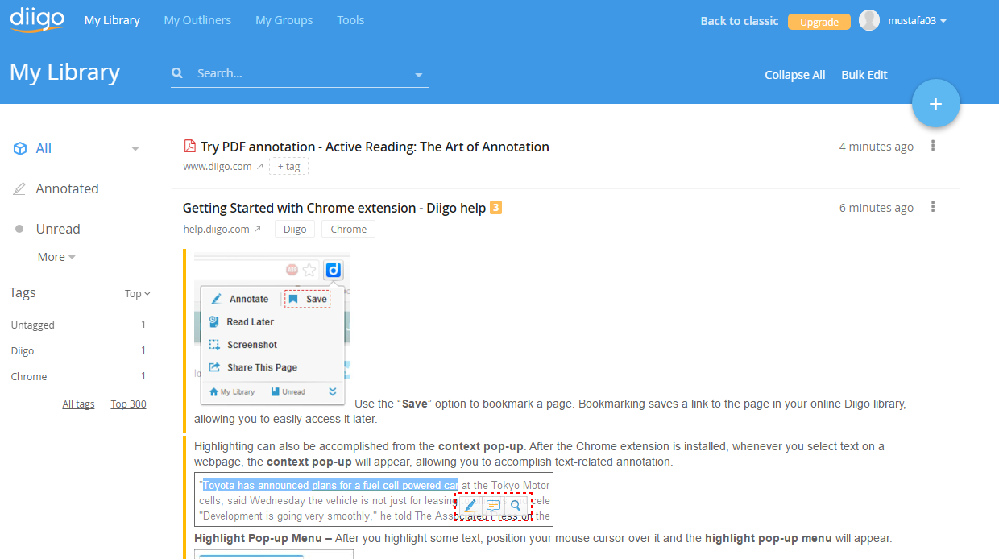 diigo My Library My Outliners My Groups Tools Back to classic Upgrade mustafa03
My Library Search... Collapse All Bulk Edit
+
All
Annotated
Unread
More
Tags Top
Untagged 1
Diigo 1
Chrome 1
All tags Top 300
Try PDF annotation - Active Reading: The Art of Annotation 4 minutes ago
www.diigo.com + tag
Getting Started with Chrome extension - Diigo help 3 6 minutes ago
help.diigo.com Diigo Chrome
ABP d
Annotate Save
Read Later
Screenshot
Share This Page
My Library Unread
Use the “Save” option to bookmark a page. Bookmarking saves a link to the page in your online Diigo library,
allowing you to easily access it later.
Highlighting can also be accomplished from the context pop-up. After the Chrome extension is installed, whenever you select text on a
webpage, the context pop-up will appear, allowing you to accomplish text-related annotation.
"Toyota has announced plans for a fuel cell powered car at the Tokyo Motor
cells, said Wednesday the vehicle is not just for leasing cele
"Development is going very smoothly," he told The Associated Press on the
Highlight Pop-up Menu – After you highlight some text, position your mouse cursor over it and the highlight pop-up menu will appear.